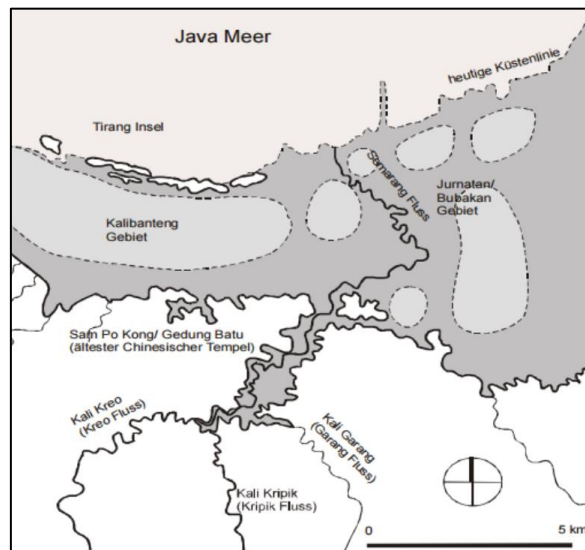 Java Meer
heutige Küstenlinie
Tirang Insel
Samarang Fluss
Jurnatan/
Bubakan
Gebiet
Kalibanteng
Gebiet
Sam Po Kong/ Gedung Batu
(ältester Chinesischer Tempel)
Kali Kreo
(Kreo Fluss)
Kali Garang
(Garang Fluss)
Kali Kripik
(Kripik Fluss)
0
5 km